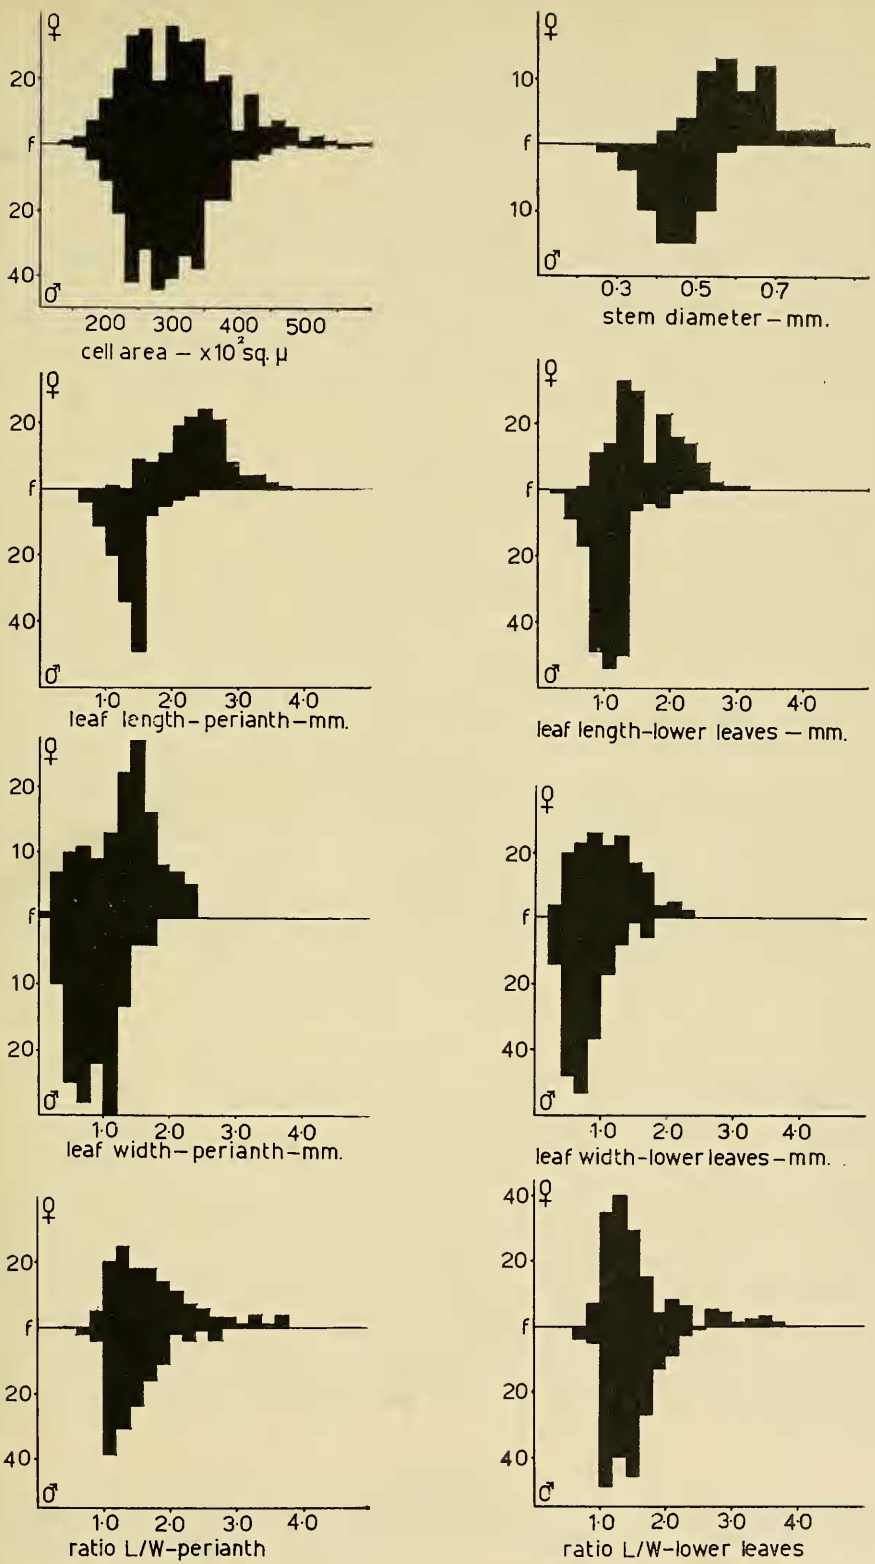 ♀
20
f
20
40
♂
200 300 400 500
cell area – x10² sq. μ
♀
10
f
10
♂
0·3 0·5 0·7
stem diameter – mm.
♀
20
f
20
40
♂
1·0 2·0 3·0 4·0
leaf length – perianth – mm.
♀
20
f
20
40
♂
1·0 2·0 3·0 4·0
leaf length-lower leaves – mm.
♀
20
10
f
10
20
♂
1·0 2·0 3·0 4·0
leaf width – perianth – mm.
♀
20
f
20
40
♂
1·0 2·0 3·0 4·0
leaf width – lower leaves – mm.
♀
20
f
20
40
♂
1·0 2·0 3·0 4·0
ratio L/W-perianth
40
♀
20
f
20
40
♂
1·0 2·0 3·0 4·0
ratio L/W-lower leaves